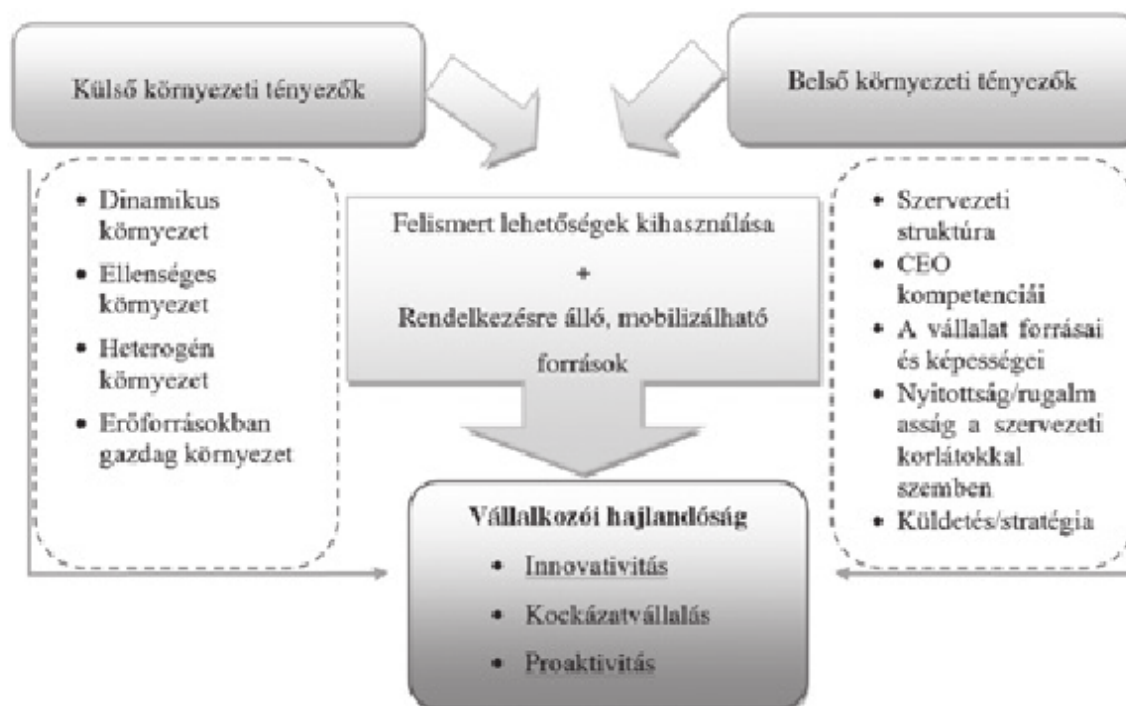 Külső környezeti tényezők
Belső környezeti tényezők
• Dinamikus
környezet
• Ellenséges
környezet
• Heterogén
környezet
• Erőforrásokban
gazdag környezet
Felismert lehetőségek kihasználása
+
Rendelkezésre álló, mobilizálható
források
• Szervezeti
struktúra
• CEO
kompetenciái
• A vállalat forrásai
és képességei
• Nyitottság/rugalm
asság a szervezeti
korlátokkal
szemben
• Küldetés/stratégia
Vállalkozói hajlandóság
• Innovativitás
• Kockázatvállalás
• Proaktivitás